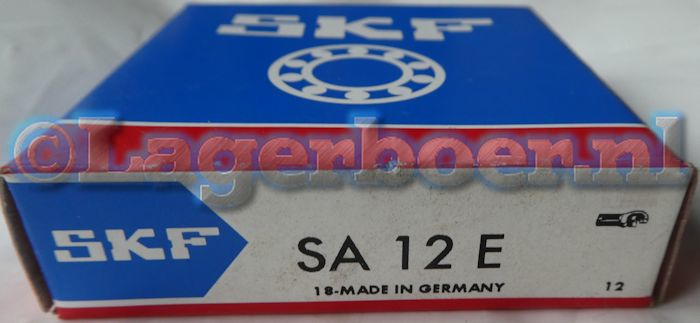 SKF
©Lagerboer.nl
SKF
SA 12 E
18-MADE IN GERMANY
12